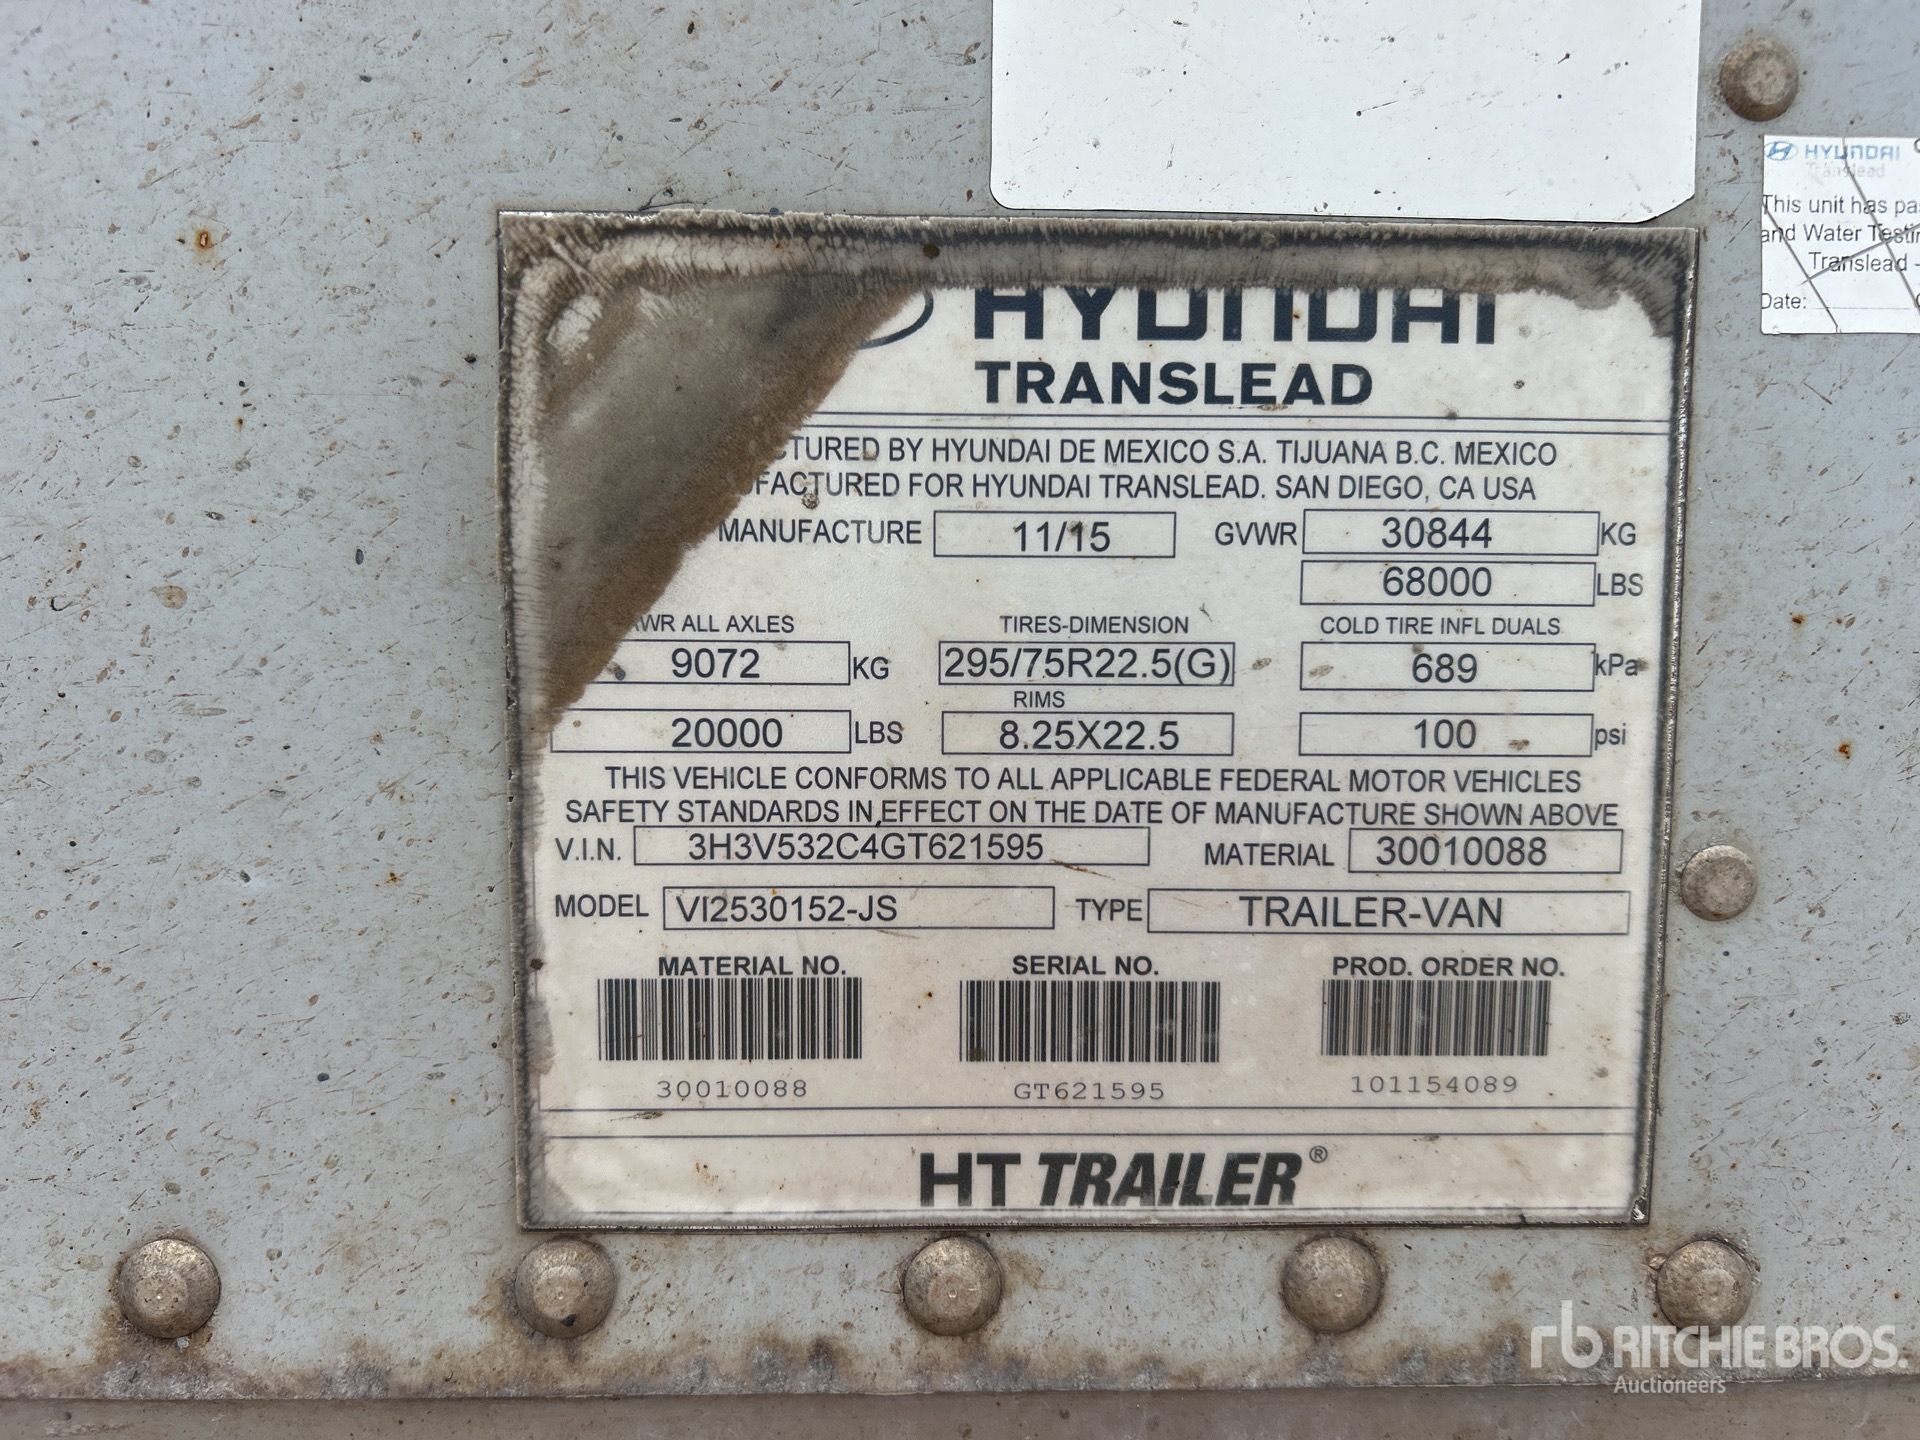 HYUNDAI
TRANSLEAD
CTURED BY HYUNDAI DE MEXICO S.A. TIJUANA B.C. MEXICO
UFACTURED FOR HYUNDAI TRANSLEAD. SAN DIEGO, CA USA
MANUFACTURE 11/15 GVWR 30844 KG
68000 LBS
AWR ALL AXLES TIRES-DIMENSION COLD TIRE INFL DUALS
9072 KG 295/75R22.5(G) 689 kPa
RIMS
20000 LBS 8.25X22.5 100 psi
THIS VEHICLE CONFORMS TO ALL APPLICABLE FEDERAL MOTOR VEHICLES
SAFETY STANDARDS IN EFFECT ON THE DATE OF MANUFACTURE SHOWN ABOVE
V.I.N. 3H3V532C4GT621595 MATERIAL 30010088
MODEL VI2530152-JS TYPE TRAILER-VAN
MATERIAL NO. SERIAL NO. PROD. ORDER NO.
30010088 GT621595 101154089
HT TRAILER®
HYUNDAI
Translead
This unit has pa
and Water Testin
Translead -
Date:
rb RITCHIE BROS.
Auctioneers